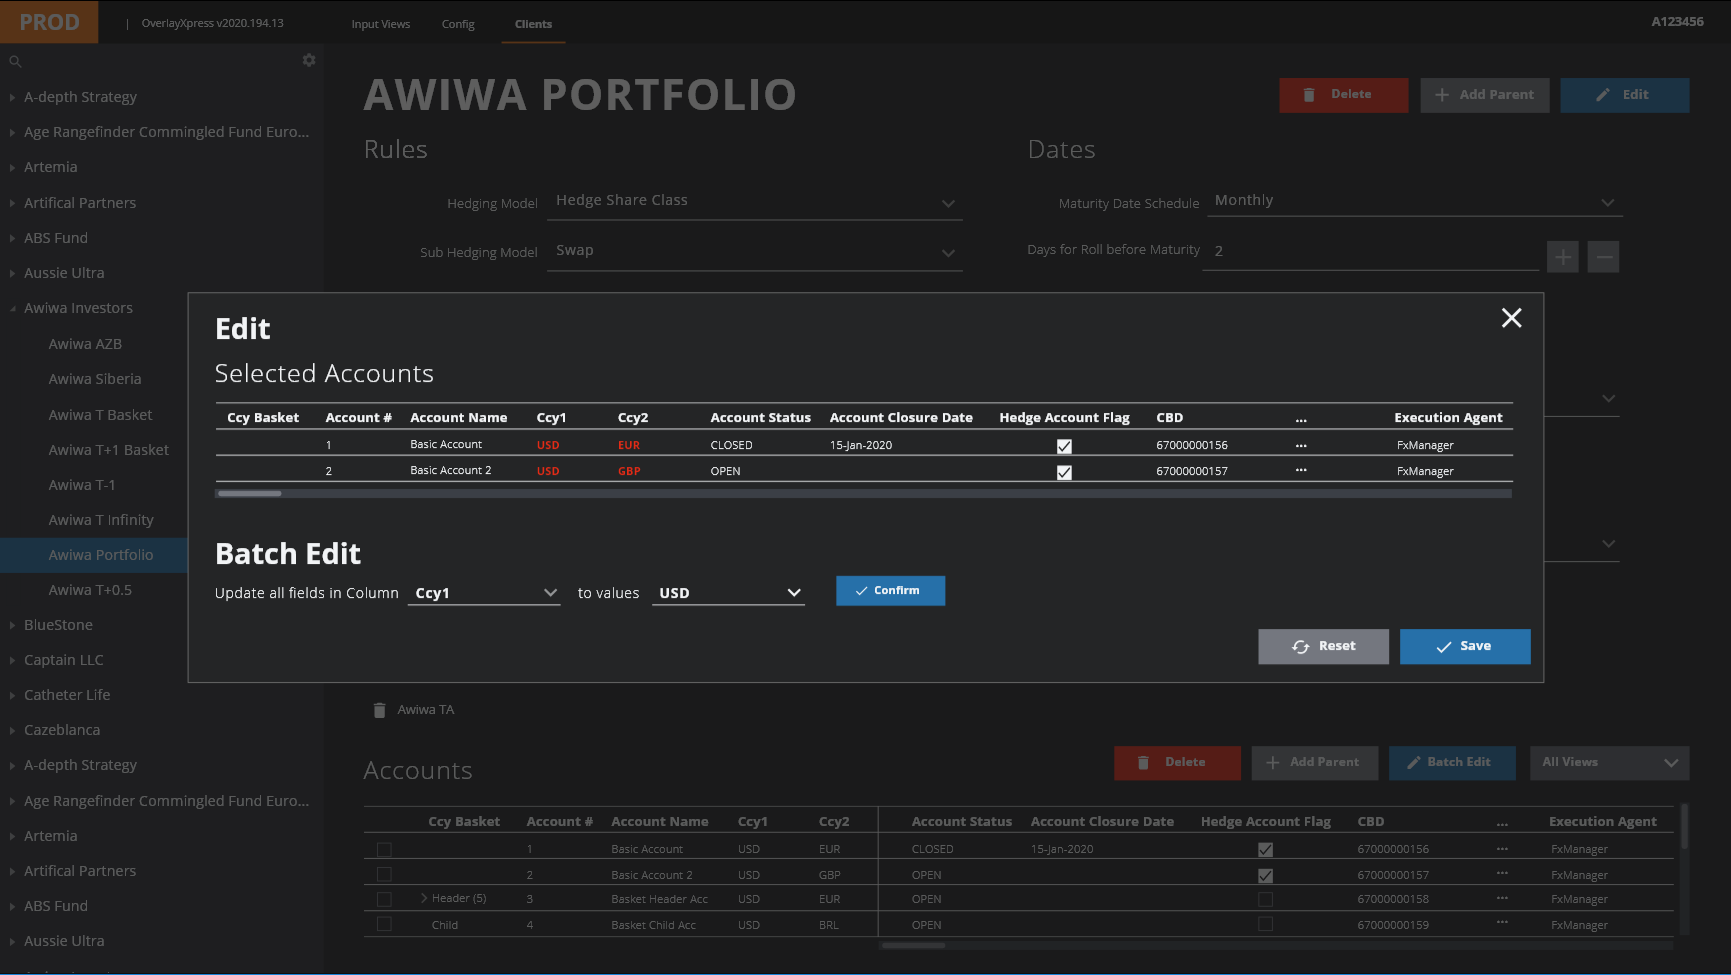 PROD | OverlayXpress v2020.194.13 Input Views Config Clients A123456
A-depth Strategy
Age Rangefinder Commingled Fund Euro...
Artemia
Artifical Partners
ABS Fund
Aussie Ultra
Awiwa Investors
Awiwa AZB
Awiwa Siberia
Awiwa T Basket
Awiwa T+1 Basket
Awiwa T-1
Awiwa T Infinity
Awiwa Portfolio
Awiwa T+0.5
BlueStone
Captain LLC
Catheter Life
Cazeblanca
A-depth Strategy
Age Rangefinder Commingled Fund Euro...
Artemia
Artifical Partners
ABS Fund
Aussie Ultra
AWIWA PORTFOLIO
Delete Add Parent Edit
Rules
Hedging Model Hedge Share Class
Sub Hedging Model Swap
Dates
Maturity Date Schedule Monthly
Days for Roll before Maturity 2
Edit
Selected Accounts
Ccy Basket Account # Account Name Ccy1 Ccy2 Account Status Account Closure Date Hedge Account Flag CBD ... Execution Agent
1 Basic Account USD EUR CLOSED 15-Jan-2020 67000000156 ... FxManager
2 Basic Account 2 USD GBP OPEN 67000000157 ... FxManager
Batch Edit
Update all fields in Column Ccy1 to values USD Confirm
Reset Save
Awiwa TA
Accounts
Delete Add Parent Batch Edit All Views
Ccy Basket Account # Account Name Ccy1 Ccy2 Account Status Account Closure Date Hedge Account Flag CBD ... Execution Agent
1 Basic Account USD EUR CLOSED 15-Jan-2020 67000000156 ... FxManager
2 Basic Account 2 USD GBP OPEN 67000000157 ... FxManager
Header (5) 3 Basket Header Acc USD EUR OPEN 67000000158 ... FxManager
Child 4 Basket Child Acc USD BRL OPEN 67000000159 ... FxManager